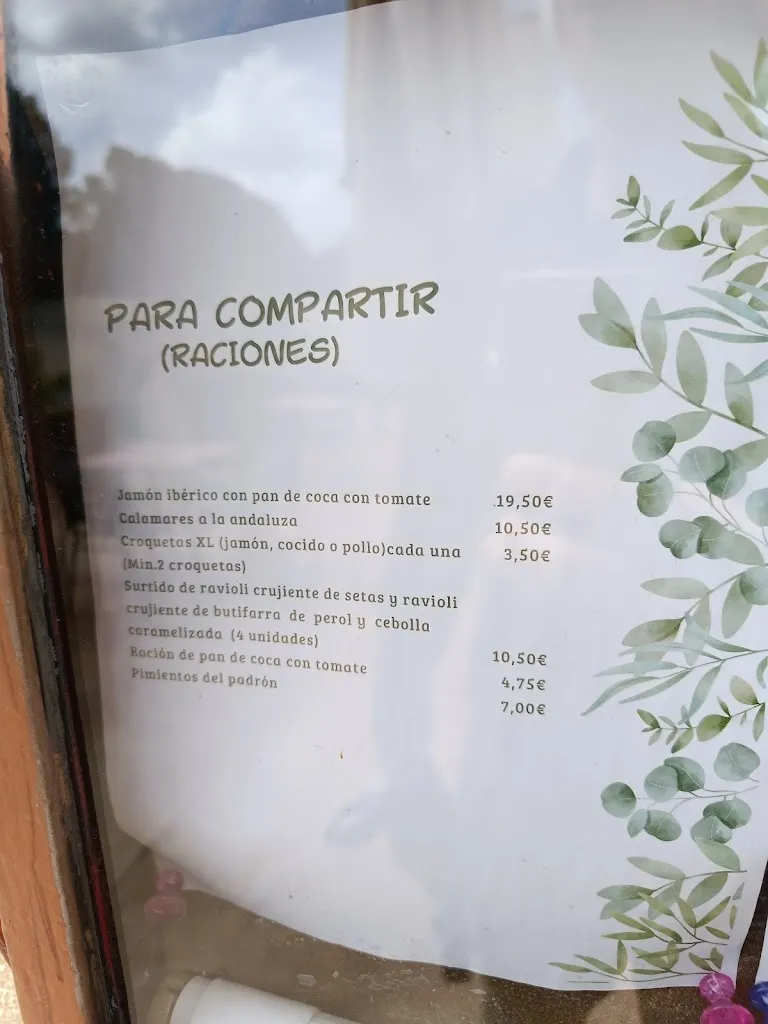 PARA COMPARTIR
(RACIONES)
Jamón ibérico con pan de coca con tomate .19,50€
Calamares a la andaluza 10,50€
Croquetas XL (jamón, cocido o pollo)cada una 3,50€
(Min.2 croquetas)
Surtido de ravioli crujiente de setas y ravioli
crujiente de butifarra de perol y cebolla
caramelizada (4 unidades) 10,50€
Ración de pan de coca con tomate 4,75€
Pimientos del padrón 7,00€